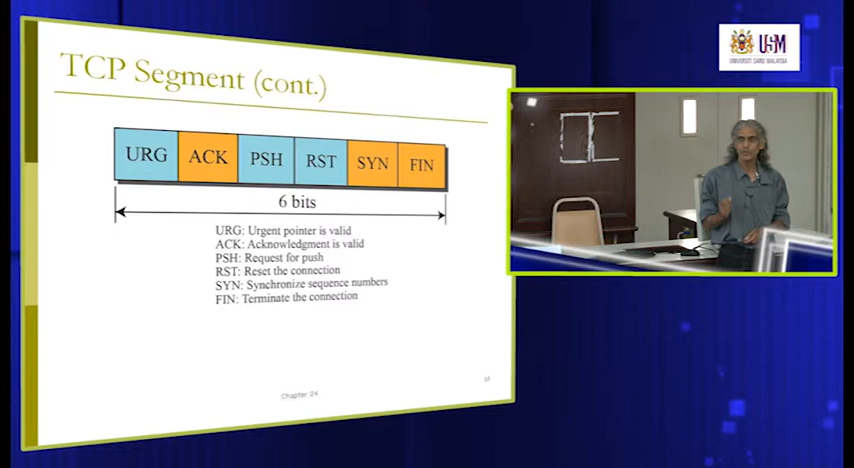 TCP Segment (cont.)
URG ACK PSH RST SYN FIN
6 bits
URG: Urgent pointer is valid
ACK: Acknowledgment is valid
PSH: Request for push
RST: Reset the connection
SYN: Synchronize sequence numbers
FIN: Terminate the connection
Chapter 24
USM
UNIVERSITI SAINS MALAYSIA